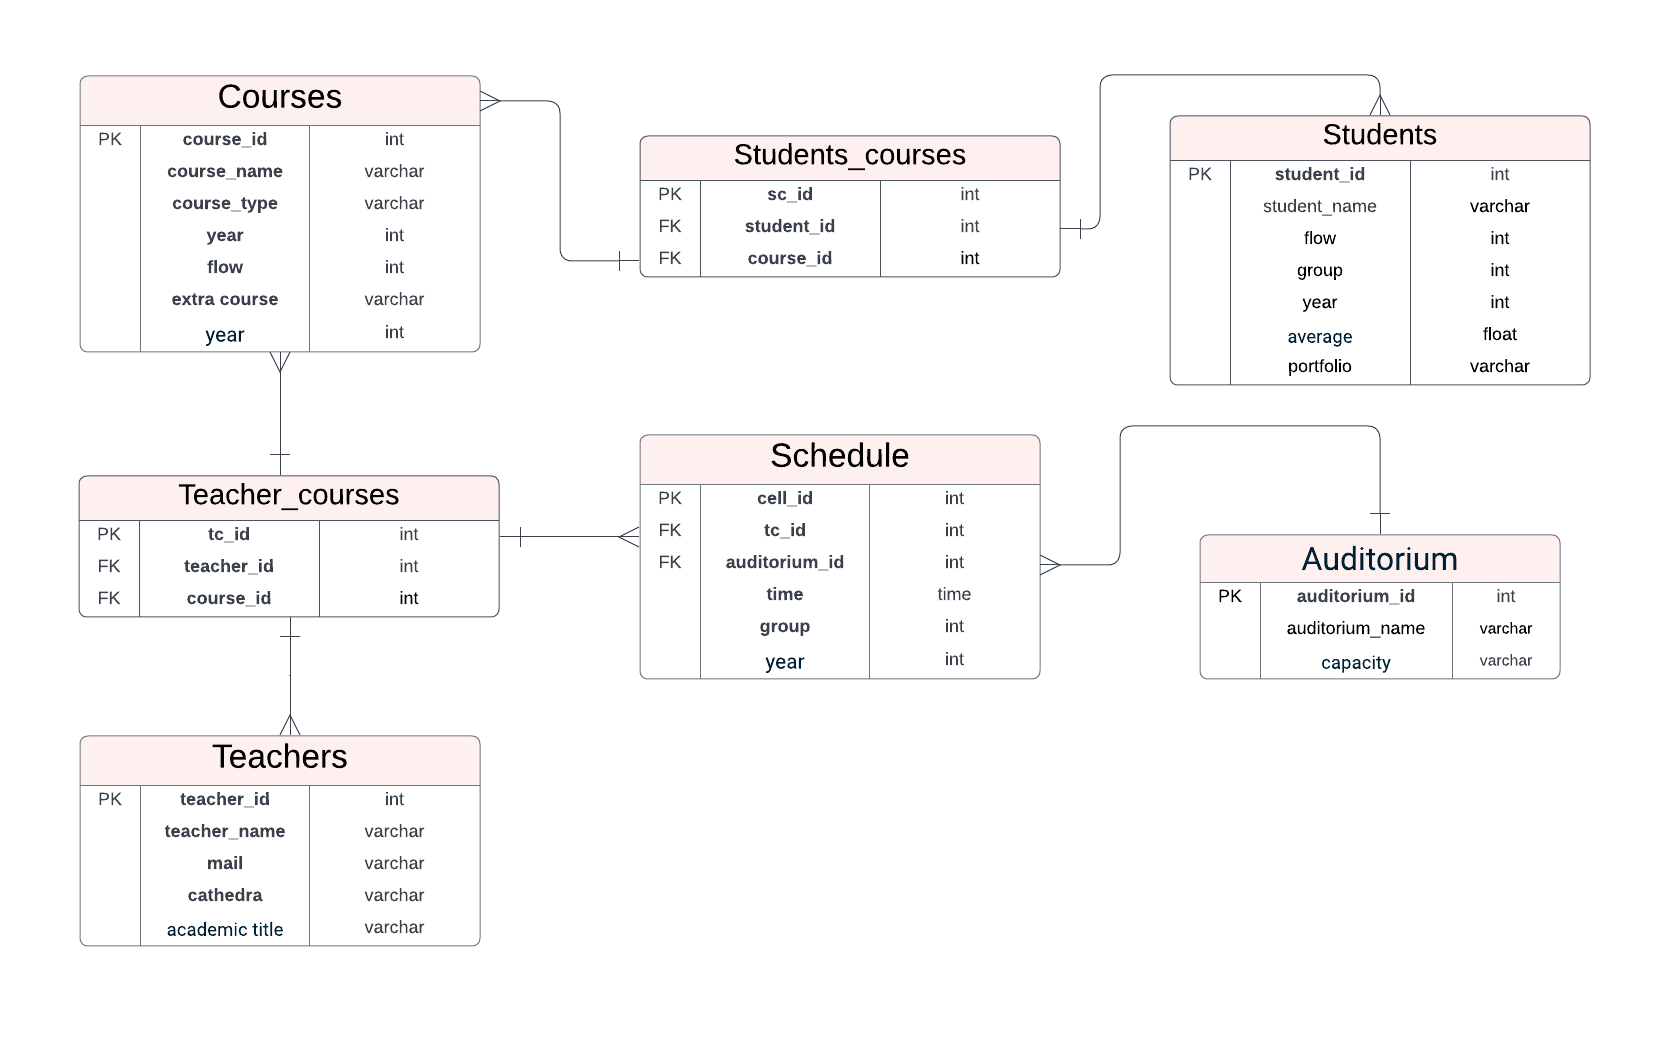 Courses
PK course_id int
course_name varchar
course_type varchar
year int
flow int
extra course varchar
year int
Students_courses
PK sc_id int
FK student_id int
FK course_id int
Students
PK student_id int
student_name varchar
flow int
group int
year int
average float
portfolio varchar
Teacher_courses
PK tc_id int
FK teacher_id int
FK course_id int
Schedule
PK cell_id int
FK tc_id int
FK auditorium_id int
time time
group int
year int
Auditorium
PK auditorium_id int
auditorium_name varchar
capacity varchar
Teachers
PK teacher_id int
teacher_name varchar
mail varchar
cathedra varchar
academic title varchar